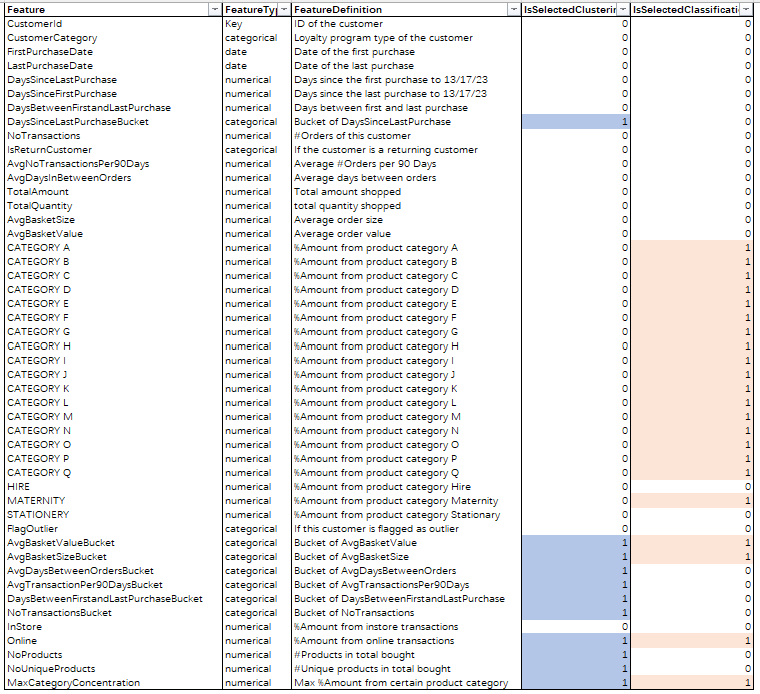 Feature FeatureTy FeatureDefinition IsSelectedClusterin IsSelectedClassificati
CustomerId Key ID of the customer 0 0
CustomerCategory categorical Loyalty program type of the customer 0 0
FirstPurchaseDate date Date of the first purchase 0 0
LastPurchaseDate date Date of the last purchase 0 0
DaysSinceLastPurchase numerical Days since the first purchase to 13/17/23 0 0
DaysSinceFirstPurchase numerical Days since the last purchase to 13/17/23 0 0
DaysBetweenFirstandLastPurchase numerical Days between first and last purchase 0 0
DaysSinceLastPurchaseBucket categorical Bucket of DaysSinceLastPurchase 1 0
NoTransactions numerical #Orders of this customer 0 0
IsReturnCustomer categorical If the customer is a returning customer 0 0
AvgNoTransactionsPer90Days numerical Average #Orders per 90 Days 0 0
AvgDaysInBetweenOrders numerical Average days between orders 0 0
TotalAmount numerical Total amount shopped 0 0
TotalQuantity numerical total quantity shopped 0 0
AvgBasketSize numerical Average order size 0 0
AvgBasketValue numerical Average order value 0 0
CATEGORY A numerical %Amount from product category A 0 1
CATEGORY B numerical %Amount from product category B 0 1
CATEGORY C numerical %Amount from product category C 0 1
CATEGORY D numerical %Amount from product category D 0 1
CATEGORY E numerical %Amount from product category E 0 1
CATEGORY F numerical %Amount from product category F 0 1
CATEGORY G numerical %Amount from product category G 0 1
CATEGORY H numerical %Amount from product category H 0 1
CATEGORY I numerical %Amount from product category I 0 1
CATEGORY J numerical %Amount from product category J 0 1
CATEGORY K numerical %Amount from product category K 0 1
CATEGORY L numerical %Amount from product category L 0 1
CATEGORY M numerical %Amount from product category M 0 1
CATEGORY N numerical %Amount from product category N 0 1
CATEGORY O numerical %Amount from product category O 0 1
CATEGORY P numerical %Amount from product category P 0 1
CATEGORY Q numerical %Amount from product category Q 0 1
HIRE numerical %Amount from product category Hire 0 0
MATERNITY numerical %Amount from product category Maternity 0 1
STATIONERY numerical %Amount from product category Stationary 0 0
FlagOutlier categorical If this customer is flagged as outlier 0 0
AvgBasketValueBucket categorical Bucket of AvgBasketValue 1 1
AvgBasketSizeBucket categorical Bucket of AvgBasketSize 1 1
AvgDaysBetweenOrdersBucket categorical Bucket of AvgDaysBetweenOrders 1 0
AvgTransactionPer90DaysBucket categorical Bucket of AvgTransactionsPer90Days 1 0
DaysBetweenFirstandLastPurchaseBucket categorical Bucket of DaysBetweenFirstandLastPurchase 1 0
NoTransactionsBucket categorical Bucket of NoTransactions 1 0
InStore numerical %Amount from instore transactions 0 0
Online numerical %Amount from online transactions 1 1
NoProducts numerical #Products in total bought 1 0
NoUniqueProducts numerical #Unique products in total bought 1 0
MaxCategoryConcentration numerical Max %Amount from certain product category 1 1